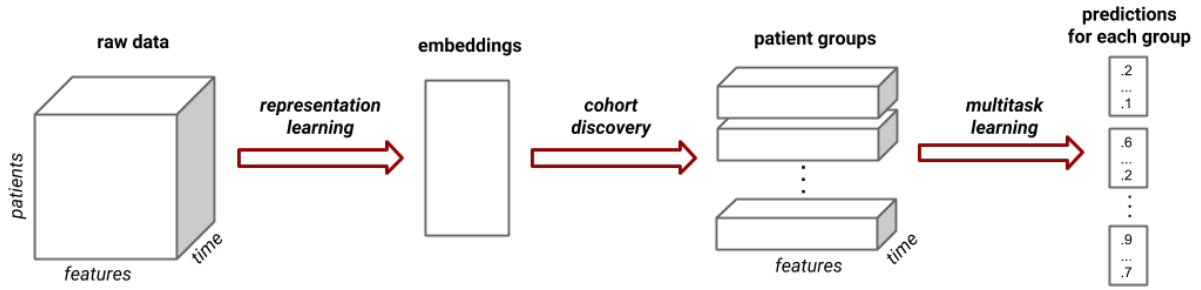 raw data
patients
features
time
representation
learning
embeddings
cohort
discovery
patient groups
features
time
multitask
learning
predictions
for each group
.2
...
.1
.6
...
.2
.9
...
.7